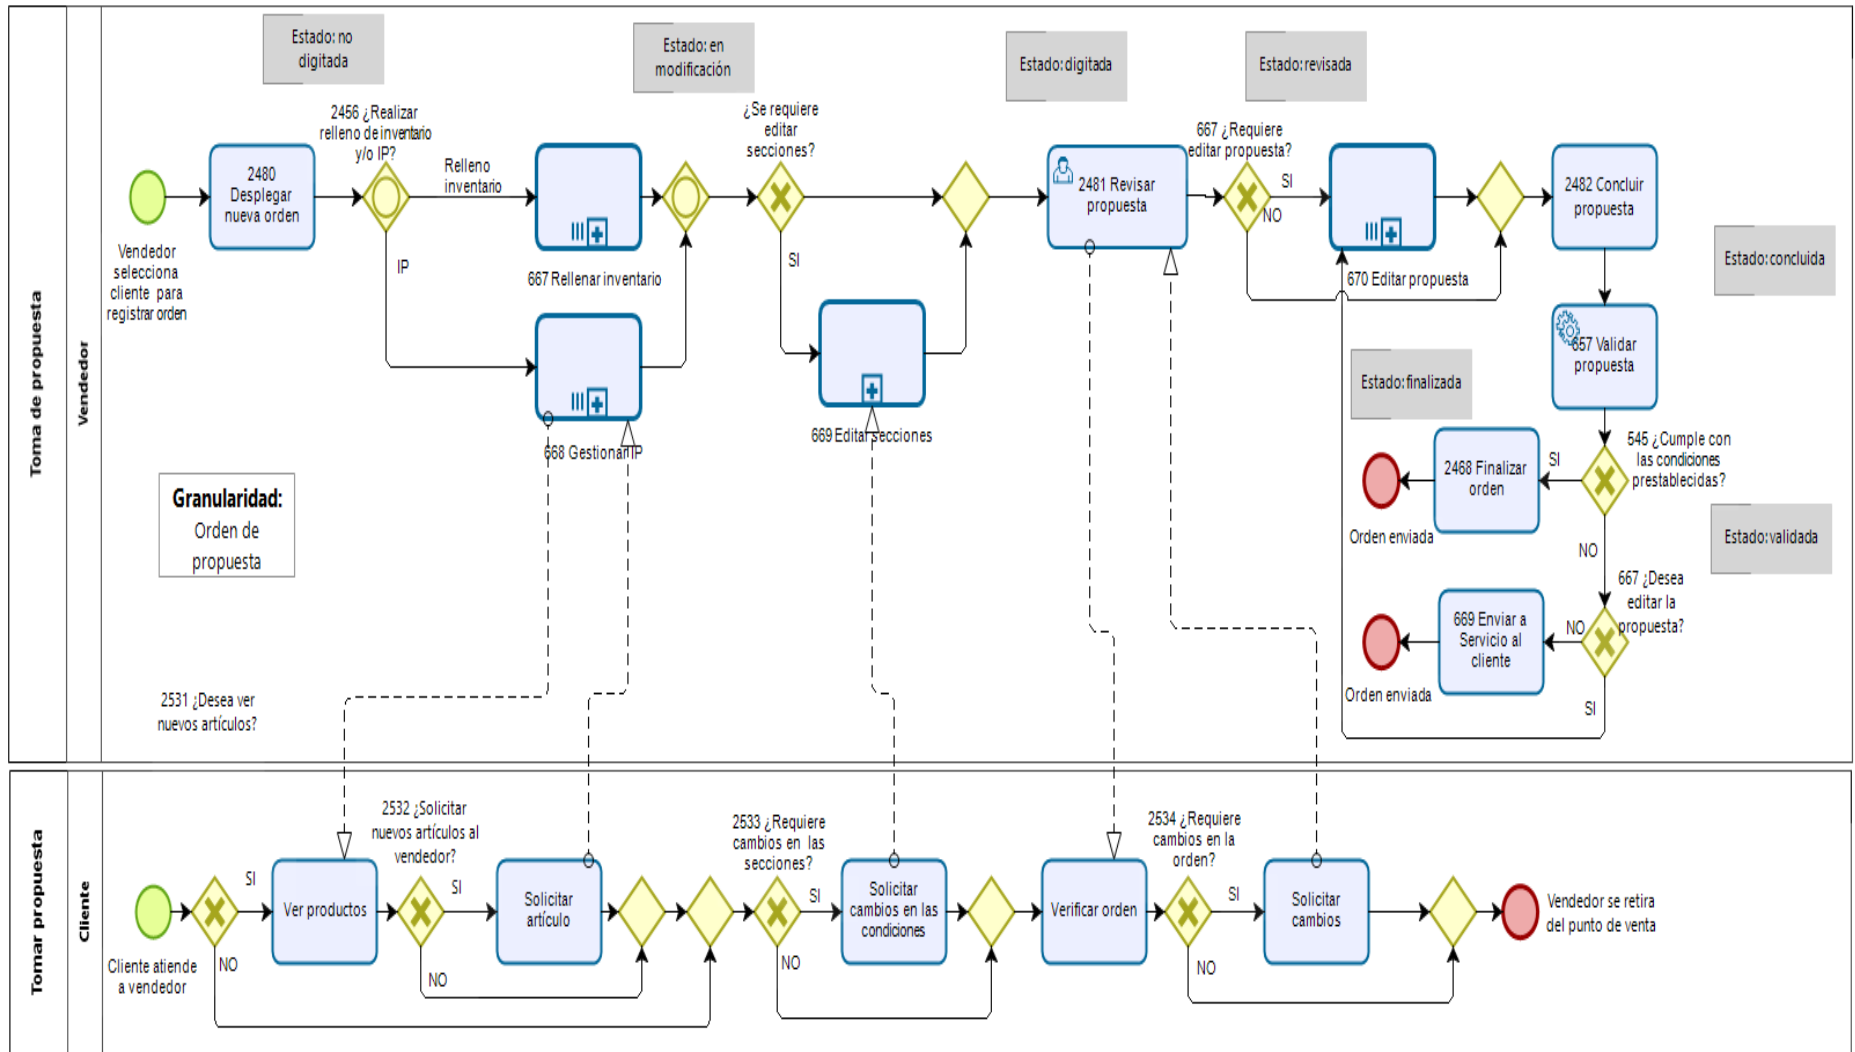 Toma de propuesta
Vendedor
Estado: no
digitada
Estado: en
modificación
Estado: digitada
Estado: revisada
Vendedor
selecciona
cliente para
registrar orden
2480
Desplegar
nueva orden
2456 ¿Realizar
relleno de inventario
y/o IP?
Relleno
inventario
IP
667 Rellenar inventario
668 Gestionar IP
¿Se requiere
editar
secciones?
SI
669 Editar secciones
2481 Revisar
propuesta
667 ¿Requiere
editar propuesta?
SI
NO
670 Editar propuesta
2482 Concluir
propuesta
Estado: concluida
657 Validar
propuesta
Estado: finalizada
545 ¿Cumple con
las condiciones
prestablecidas?
SI
2468 Finalizar
orden
Orden enviada
NO
Estado: validada
667 ¿Desea
editar la
propuesta?
NO
669 Enviar a
Servicio al
cliente
Orden enviada
SI
Granularidad:
Orden de
propuesta
2531 ¿Desea ver
nuevos artículos?
Tomar propuesta
Cliente
Cliente atiende
a vendedor
SI
NO
Ver productos
2532 ¿Solicitar
nuevos artículos al
vendedor?
SI
NO
Solicitar
artículo
2533 ¿Requiere
cambios en las
secciones?
SI
NO
Solicitar
cambios en las
condiciones
Verificar orden
2534 ¿Requiere
cambios en la
orden?
SI
NO
Solicitar
cambios
Vendedor se retira
del punto de venta